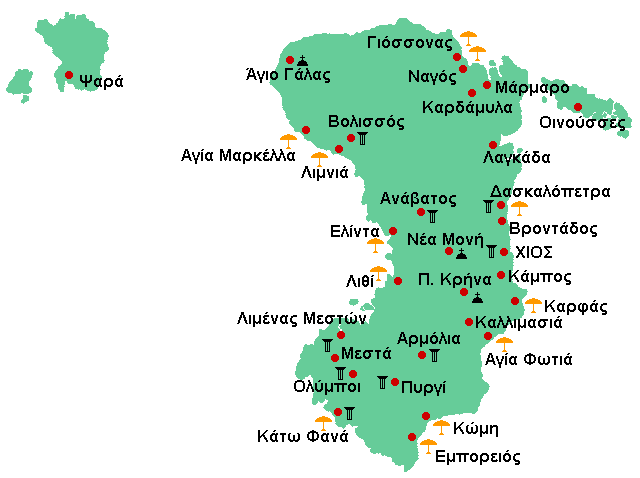 Γιόσσονας
Άγιο Γάλας
Ναγός
Ψαρά
Μάρμαρο
Καρδάμυλα
Οινούσσες
Βολισσός
Αγία Μαρκέλλα
Λαγκάδα
Λιμνιά
Δασκαλόπετρα
Ανάβατος
Βροντάδος
Ελίντα
Νέα Μονή
ΧΙΟΣ
Λιθί
Π. Κρήνα
Κάμπος
Καρφάς
Λιμένας Μεστών
Καλλιμασιά
Αρμόλια
Μεστά
Αγία Φωτιά
Ολύμποι
Πυργί
Κάτω Φανά
Κώμη
Εμπορειός